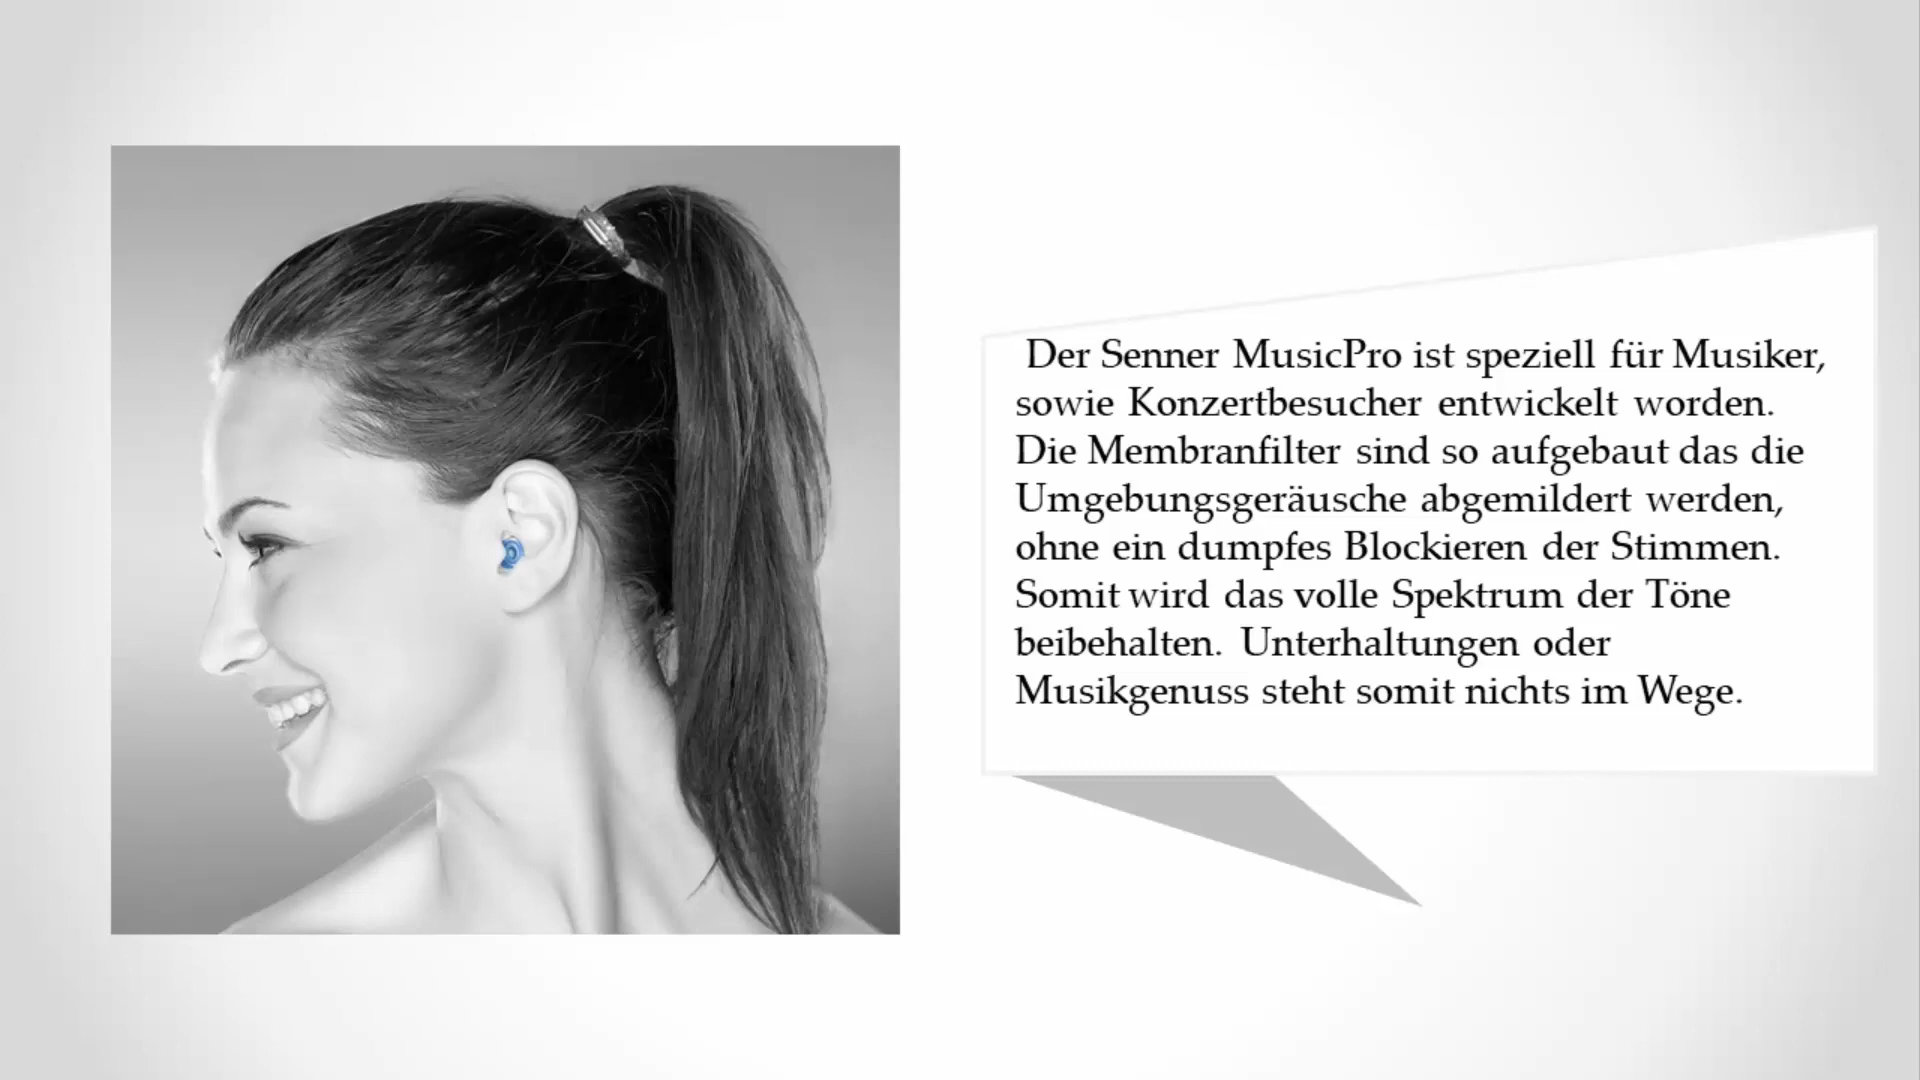 Der Senner MusicPro ist speziell für Musiker,
sowie Konzertbesucher entwickelt worden.
Die Membranfilter sind so aufgebaut das die
Umgebungsgeräusche abgemildert werden,
ohne ein dumpfes Blockieren der Stimmen.
Somit wird das volle Spektrum der Töne
beibehalten. Unterhaltungen oder
Musikgenuss steht somit nichts im Wege.